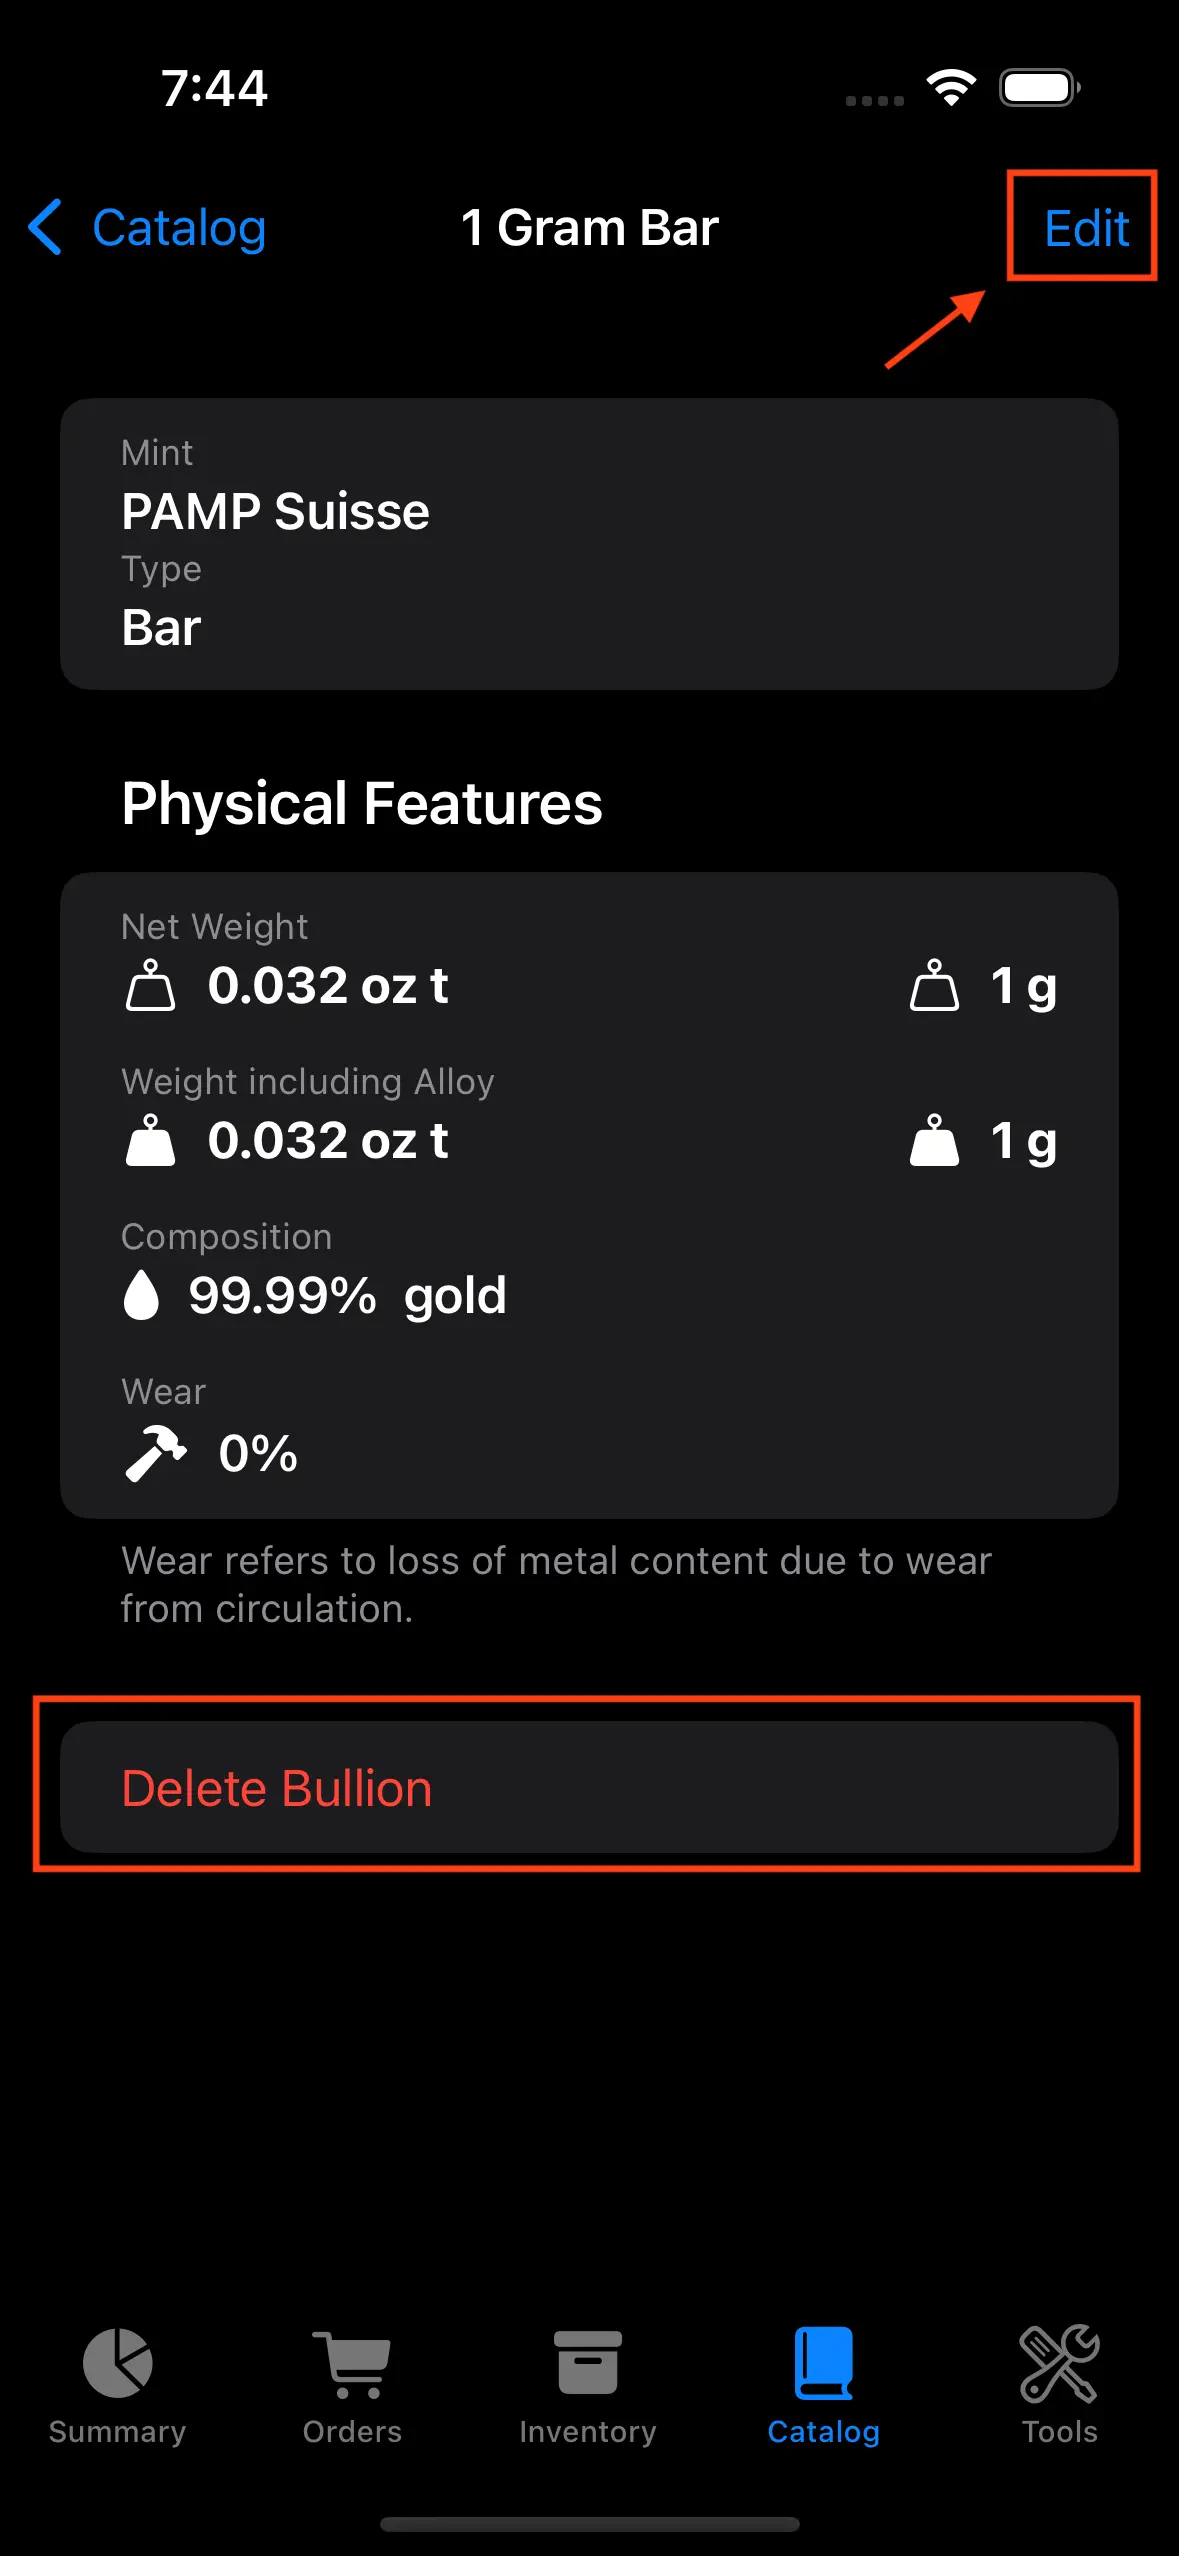 7:44
Catalog
1 Gram Bar
Edit
Mint
PAMP Suisse
Type
Bar
Physical Features
Net Weight
0.032 oz t
1 g
Weight including Alloy
0.032 oz t
1 g
Composition
99.99% gold
Wear
0%
Wear refers to loss of metal content due to wear
from circulation.
Delete Bullion
Summary
Orders
Inventory
Catalog
Tools